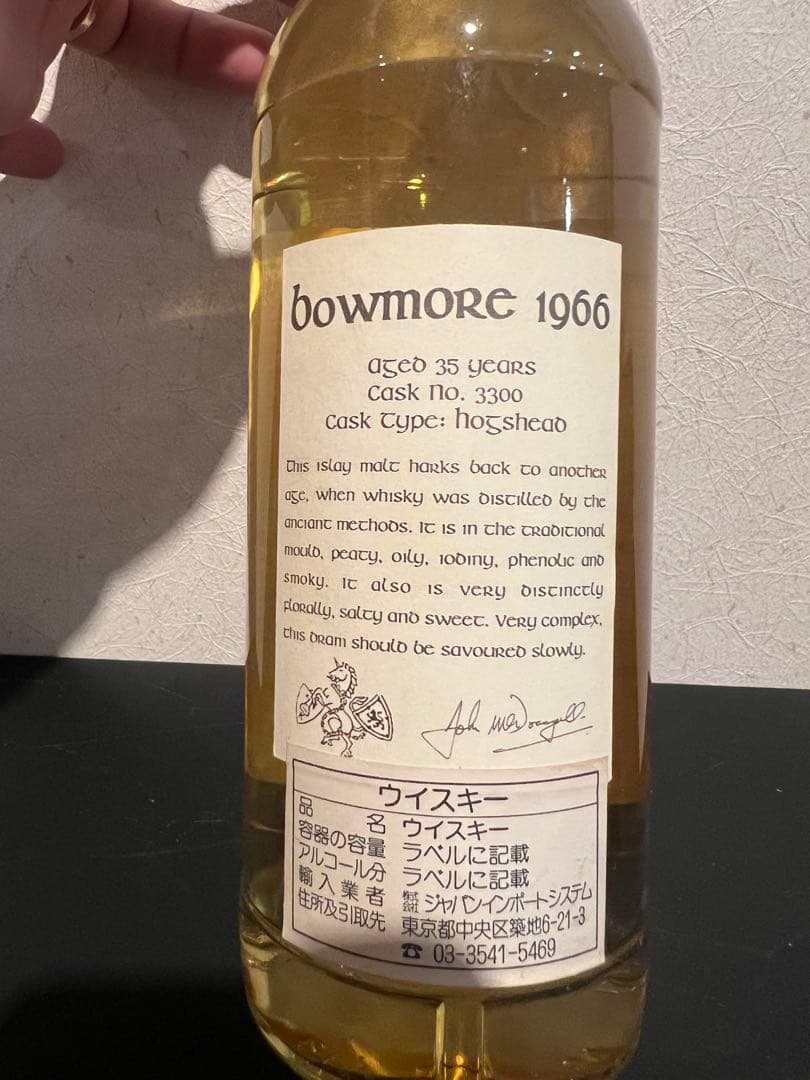 bowmore 1966
aged 35 years
Cask No. 3300
Cask Type: hogshead
This islay malt harks back to another
age, when whisky was distilled by the
anciant methods. It is in the traditional
mould, peaty, oily, iodiny, phenolic and
smoky. It also is very distinctly
florally, salty and sweet. Very complex,
this dram should be savoured slowly.
John McDougall
ウイスキー
品名 ウイスキー
容器の容量 ラベルに記載
アルコール分 ラベルに記載
輸入業者 株式会社 ジャパンインポートシステム
住所及引取先 東京都中央区築地6-21-3
☎ 03-3541-5469